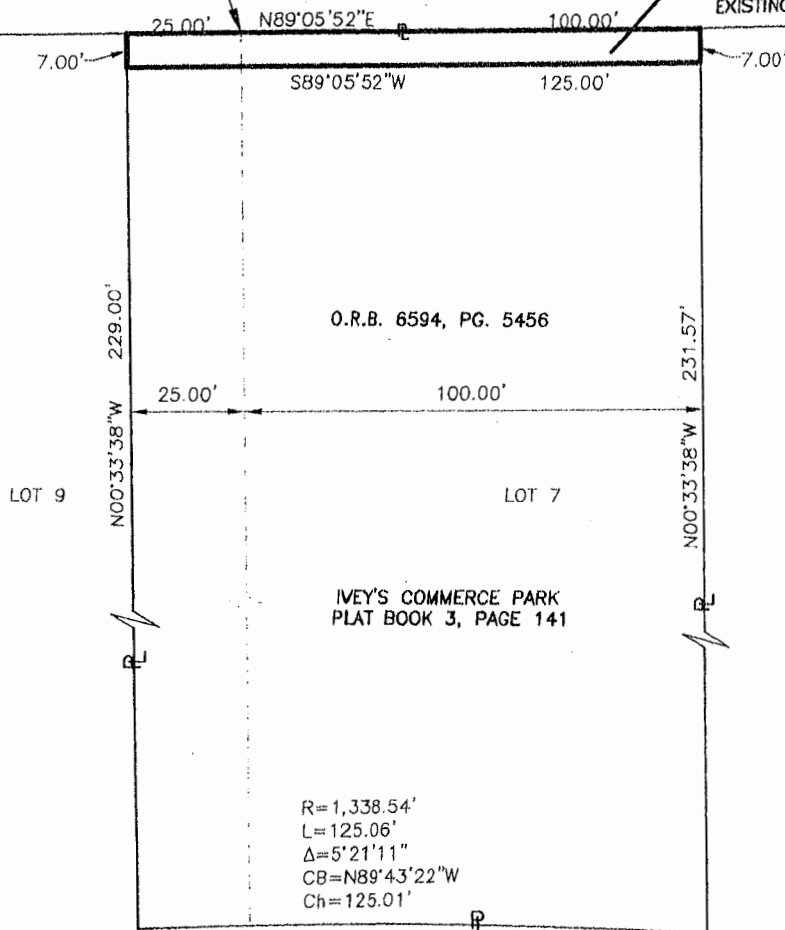 25.00' N89°05'52"E 100.00'
EXISTING
7.00'
7.00'
S89°05'52"W 125.00'
229.00'
N00°33'38"W
O.R.B. 6594, PG. 5456
231.57'
N00°33'38"W
25.00' 100.00'
LOT 9
LOT 7
IVEY'S COMMERCE PARK
PLAT BOOK 3, PAGE 141
R=1,338.54'
L=125.06'
Δ=5°21'11"
CB=N89°43'22"W
Ch=125.01'